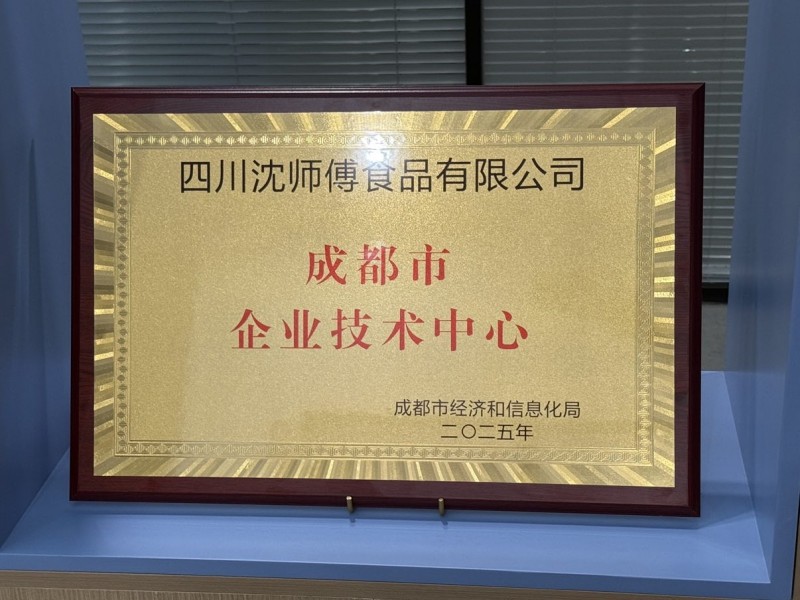 四川沈师傅食品有限公司
成都市
企业技术中心
成都市经济和信息化局
二〇二五年